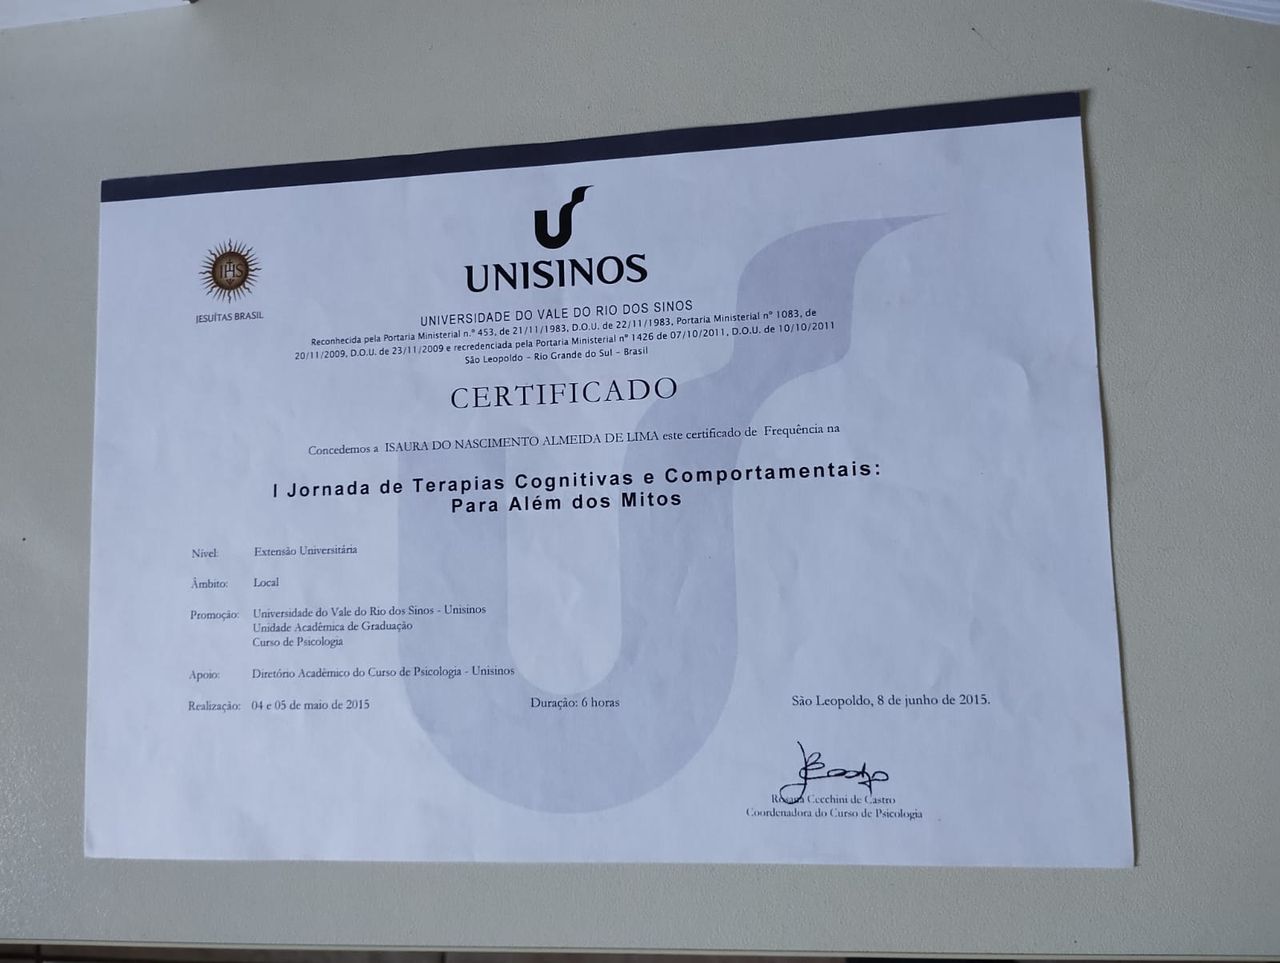 IHS
JESUÍTAS BRASIL
UNISINOS
UNIVERSIDADE DO VALE DO RIO DOS SINOS
Reconhecida pela Portaria Ministerial n.º 453, de 21/11/1983, D.O.U. de 22/11/1983, Portaria Ministerial nº 1083, de
20/11/2009, D.O.U. de 23/11/2009 e recredenciada pela Portaria Ministerial nº 1426 de 07/10/2011, D.O.U. de 10/10/2011
São Leopoldo - Rio Grande do Sul - Brasil
CERTIFICADO
Concedemos a ISAURA DO NASCIMENTO ALMEIDA DE LIMA este certificado de Frequência na
I Jornada de Terapias Cognitivas e Comportamentais:
Para Além dos Mitos
Nível: Extensão Universitária
Âmbito: Local
Promoção: Universidade do Vale do Rio dos Sinos - Unisinos
Unidade Acadêmica de Graduação
Curso de Psicologia
Apoio: Diretório Acadêmico do Curso de Psicologia - Unisinos
Realização: 04 e 05 de maio de 2015 Duração: 6 horas São Leopoldo, 8 de junho de 2015.
Rosana Cecchini de Castro
Coordenadora do Curso de Psicologia